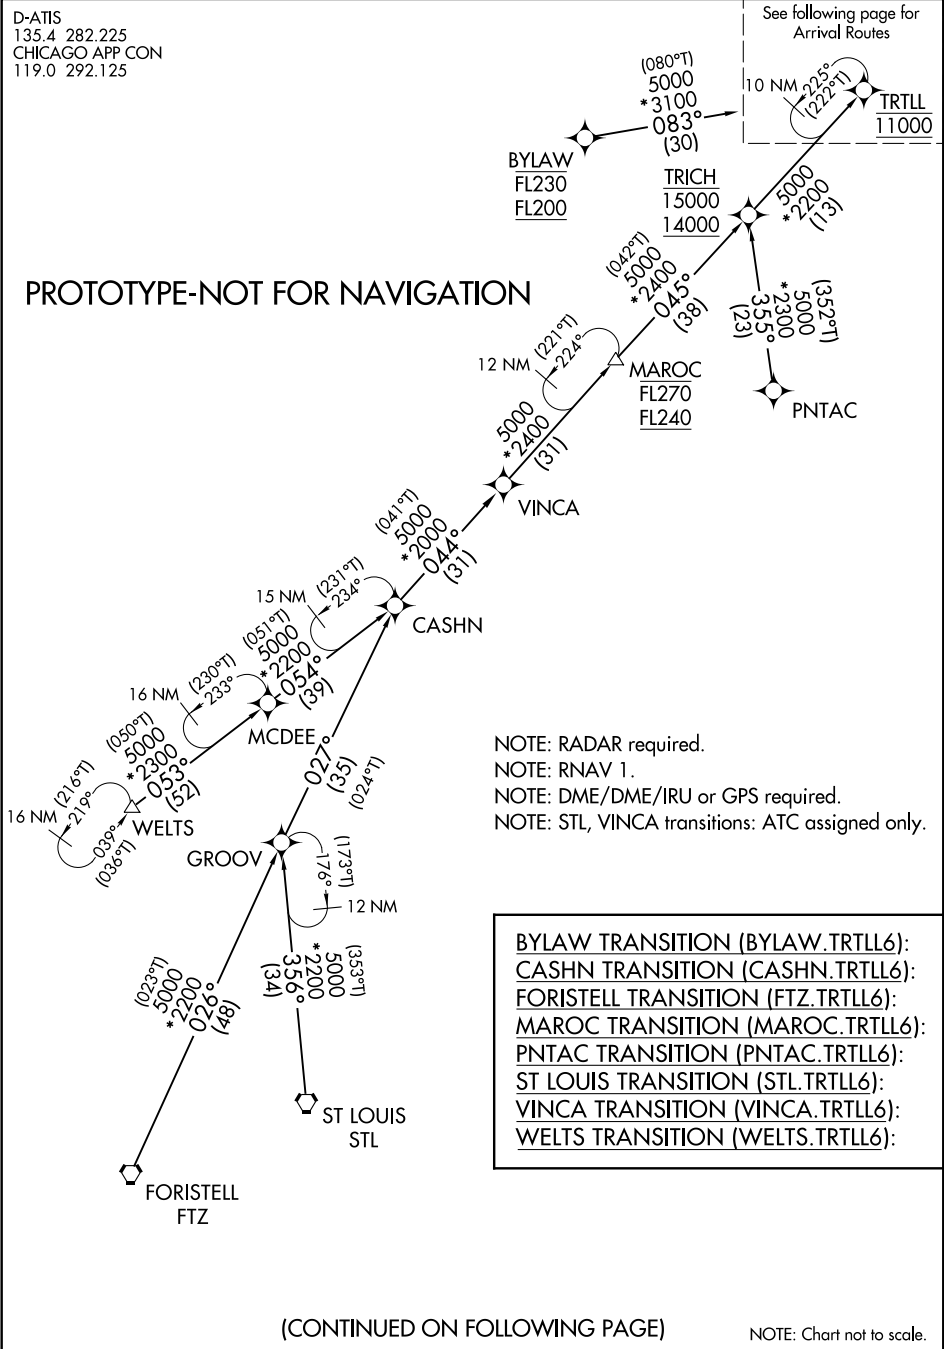 D-ATIS
135.4 282.225
CHICAGO APP CON
119.0 292.125
See following page for
Arrival Routes
10 NM
225°
(222°T)
TRTLL
11000
(080°T)
5000
*3100
083°
(30)
BYLAW
FL230
FL200
TRICH
15000
14000
5000
*2200
(13)
PROTOTYPE-NOT FOR NAVIGATION
(042°T)
5000
*2400
045°
(38)
(352°T)
5000
*2300
355°
(23)
PNTAC
12 NM
(221°T)
224°
MAROC
FL270
FL240
5000
*2400
(31)
VINCA
(041°T)
5000
*2000
044°
(31)
15 NM
(231°T)
234°
CASHN
(051°T)
5000
*2200
054°
(39)
16 NM
(230°T)
233°
MCDEE
(050°T)
5000
*2300
053°
(52)
16 NM
(216°T)
219°
039°
(036°T)
WELTS
027°
(35)
(024°T)
NOTE: RADAR required.
NOTE: RNAV 1.
NOTE: DME/DME/IRU or GPS required.
NOTE: STL, VINCA transitions: ATC assigned only.
GROOV
(173°T)
176°
12 NM
(353°T)
5000
*2200
356°
(34)
(023°T)
5000
*2200
026°
(48)
ST LOUIS
STL
FORISTELL
FTZ
BYLAW TRANSITION (BYLAW.TRTLL6):
CASHN TRANSITION (CASHN.TRTLL6):
FORISTELL TRANSITION (FTZ.TRTLL6):
MAROC TRANSITION (MAROC.TRTLL6):
PNTAC TRANSITION (PNTAC.TRTLL6):
ST LOUIS TRANSITION (STL.TRTLL6):
VINCA TRANSITION (VINCA.TRTLL6):
WELTS TRANSITION (WELTS.TRTLL6):
(CONTINUED ON FOLLOWING PAGE)
NOTE: Chart not to scale.